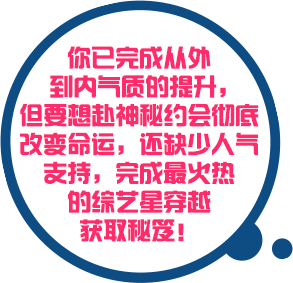 你已完成从外
到内气质的提升，
但要想赴神秘约会彻底
改变命运，还缺少人气
支持，完成最火热
的综艺星穿越
获取秘笈！